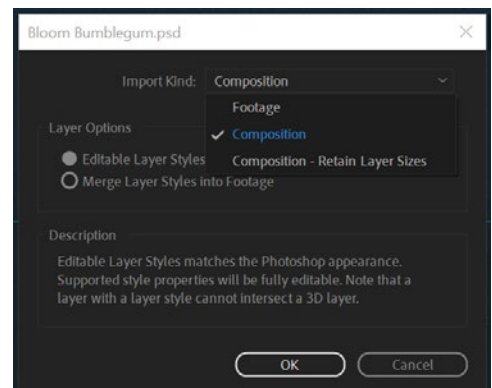 Bloom Bumblegum.psd
Import Kind: Composition
Footage
Composition
Composition - Retain Layer Sizes
Layer Options
Editable Layer Styles
Merge Layer Styles into Footage
Description
Editable Layer Styles matches the Photoshop appearance.
Supported style properties will be fully editable. Note that a
layer with a layer style cannot intersect a 3D layer.
OK Cancel